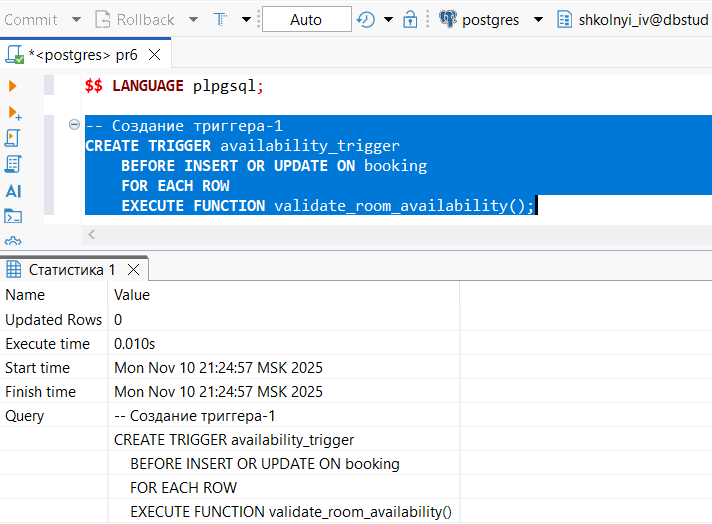 Commit Rollback T Auto postgres shkolnyi_iv@dbstud
*<postgres> pr6
$$ LANGUAGE plpgsql;
-- Создание триггера-1
CREATE TRIGGER availability_trigger
BEFORE INSERT OR UPDATE ON booking
FOR EACH ROW
EXECUTE FUNCTION validate_room_availability();
AI
Статистика 1
Name Value
Updated Rows 0
Execute time 0.010s
Start time Mon Nov 10 21:24:57 MSK 2025
Finish time Mon Nov 10 21:24:57 MSK 2025
Query -- Создание триггера-1
CREATE TRIGGER availability_trigger
BEFORE INSERT OR UPDATE ON booking
FOR EACH ROW
EXECUTE FUNCTION validate_room_availability()